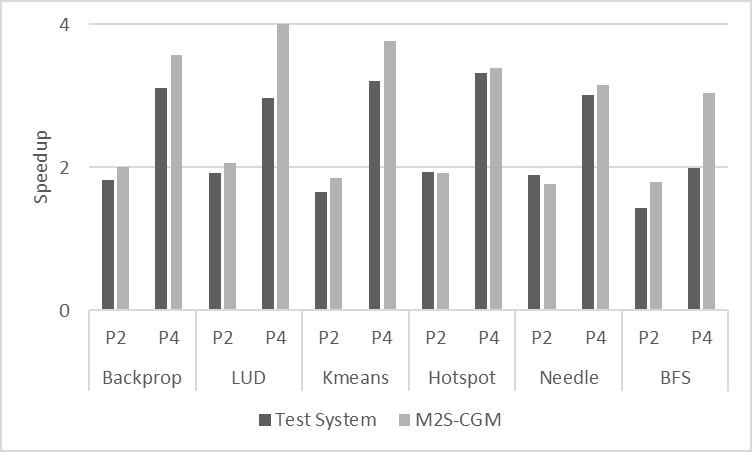 4
2
0
Speedup
P2 P4 P2 P4 P2 P4 P2 P4 P2 P4 P2 P4
Backprop LUD Kmeans Hotspot Needle BFS
Test System M2S-CGM